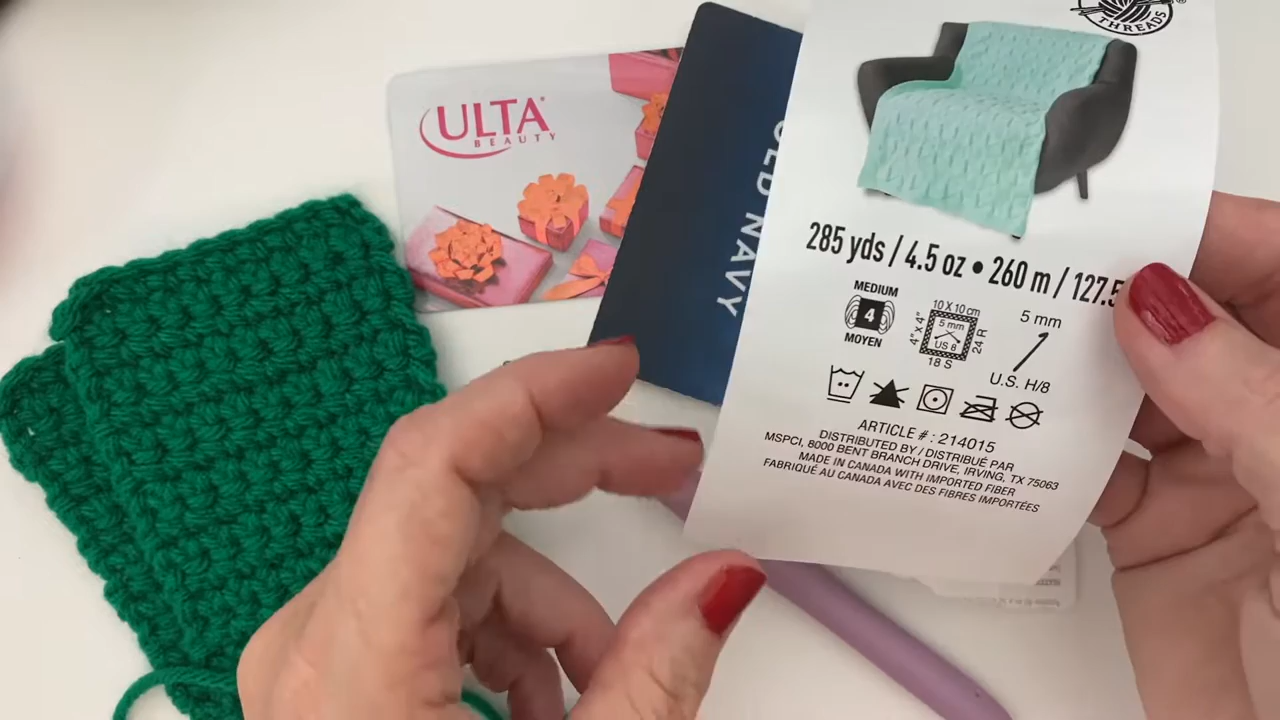 ULTA
BEAUTY
OLD NAVY
THREADS
285 yds / 4.5 oz • 260 m / 127.5
MEDIUM
4
MOYEN
10 X 10 cm
4" x 4"
5 mm
US 8
24 R
18 S
5 mm
U.S. H/8
ARTICLE # : 214015
DISTRIBUTED BY / DISTRIBUÉ PAR
MSPCI, 8000 BENT BRANCH DRIVE, IRVING, TX 75063
MADE IN CANADA WITH IMPORTED FIBER
FABRIQUÉ AU CANADA AVEC DES FIBRES IMPORTÉES